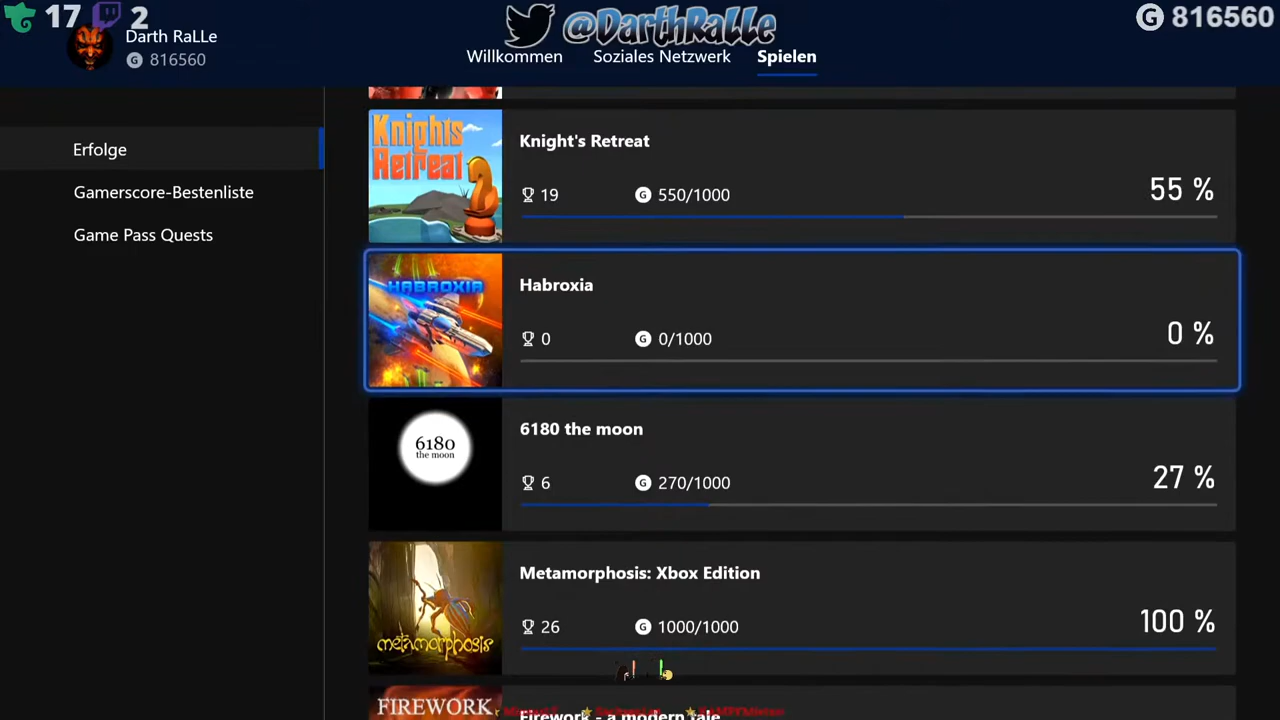 17 2
@DarthRaLLe
816560
Darth RaLLe
816560
Willkommen Soziales Netzwerk Spielen
Erfolge
Gamerscore-Bestenliste
Game Pass Quests
Knights
Retreat
Knight's Retreat
19 550/1000
55 %
HABROXIA
Habroxia
0 0/1000
0 %
6180
the moon
6180 the moon
6 270/1000
27 %
metamorphosis
Metamorphosis: Xbox Edition
26 1000/1000
100 %
FIREWORK
Firework - a modern tale